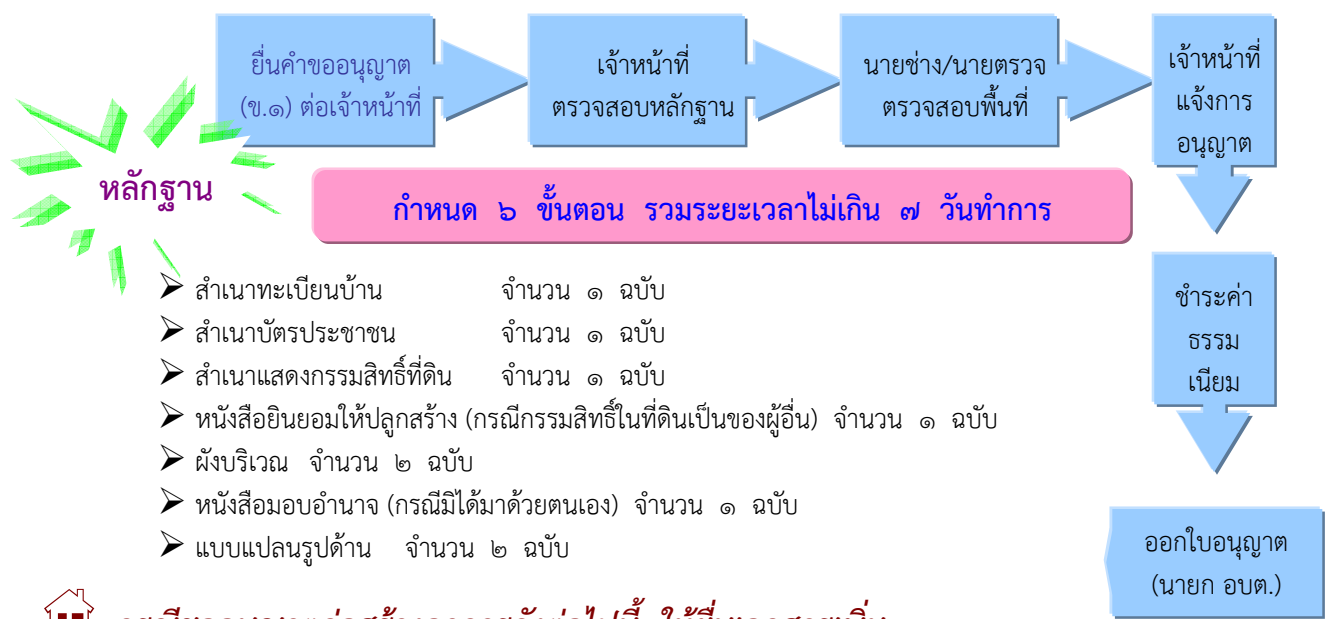 ยื่นคำขออนุญาต
(ข.๑) ต่อเจ้าหน้าที่
เจ้าหน้าที่
ตรวจสอบหลักฐาน
นายช่าง/นายตรวจ
ตรวจสอบพื้นที่
เจ้าหน้าที่
แจ้งการ
อนุญาต
หลักฐาน
กำหนด ๖ ขั้นตอน รวมระยะเวลาไม่เกิน ๗ วันทำการ
ชำระค่า
ธรรม
เนียม
ออกใบอนุญาต
(นายก อบต.)
➢ สำเนาทะเบียนบ้าน จำนวน ๑ ฉบับ
➢ สำเนาบัตรประชาชน จำนวน ๑ ฉบับ
➢ สำเนาแสดงกรรมสิทธิ์ที่ดิน จำนวน ๑ ฉบับ
➢ หนังสือยินยอมให้ปลูกสร้าง (กรณีกรรมสิทธิ์ในที่ดินเป็นของผู้อื่น) จำนวน ๑ ฉบับ
➢ ผังบริเวณ จำนวน ๒ ฉบับ
➢ หนังสือมอบอำนาจ (กรณีมิได้มาด้วยตนเอง) จำนวน ๑ ฉบับ
➢ แบบแปลนรูปด้าน จำนวน ๒ ฉบับ